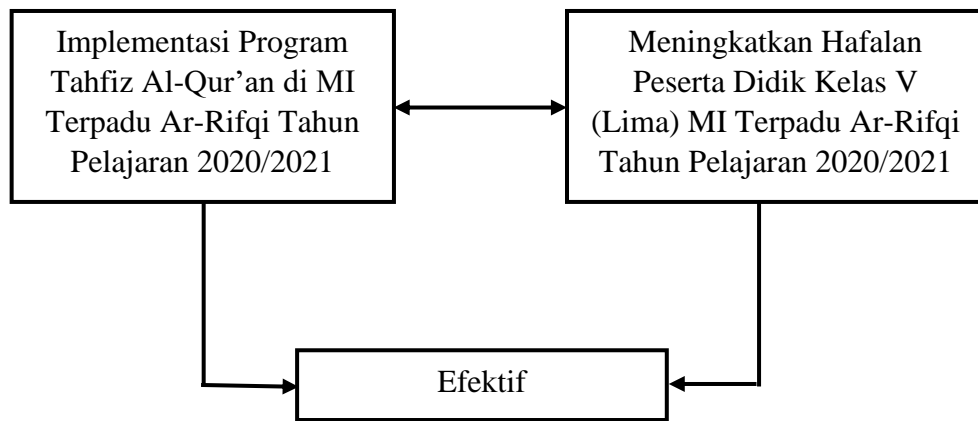 Implementasi Program
Tahfiz Al-Qur’an di MI
Terpadu Ar-Rifqi Tahun
Pelajaran 2020/2021
Meningkatkan Hafalan
Peserta Didik Kelas V
(Lima) MI Terpadu Ar-Rifqi
Tahun Pelajaran 2020/2021
Efektif